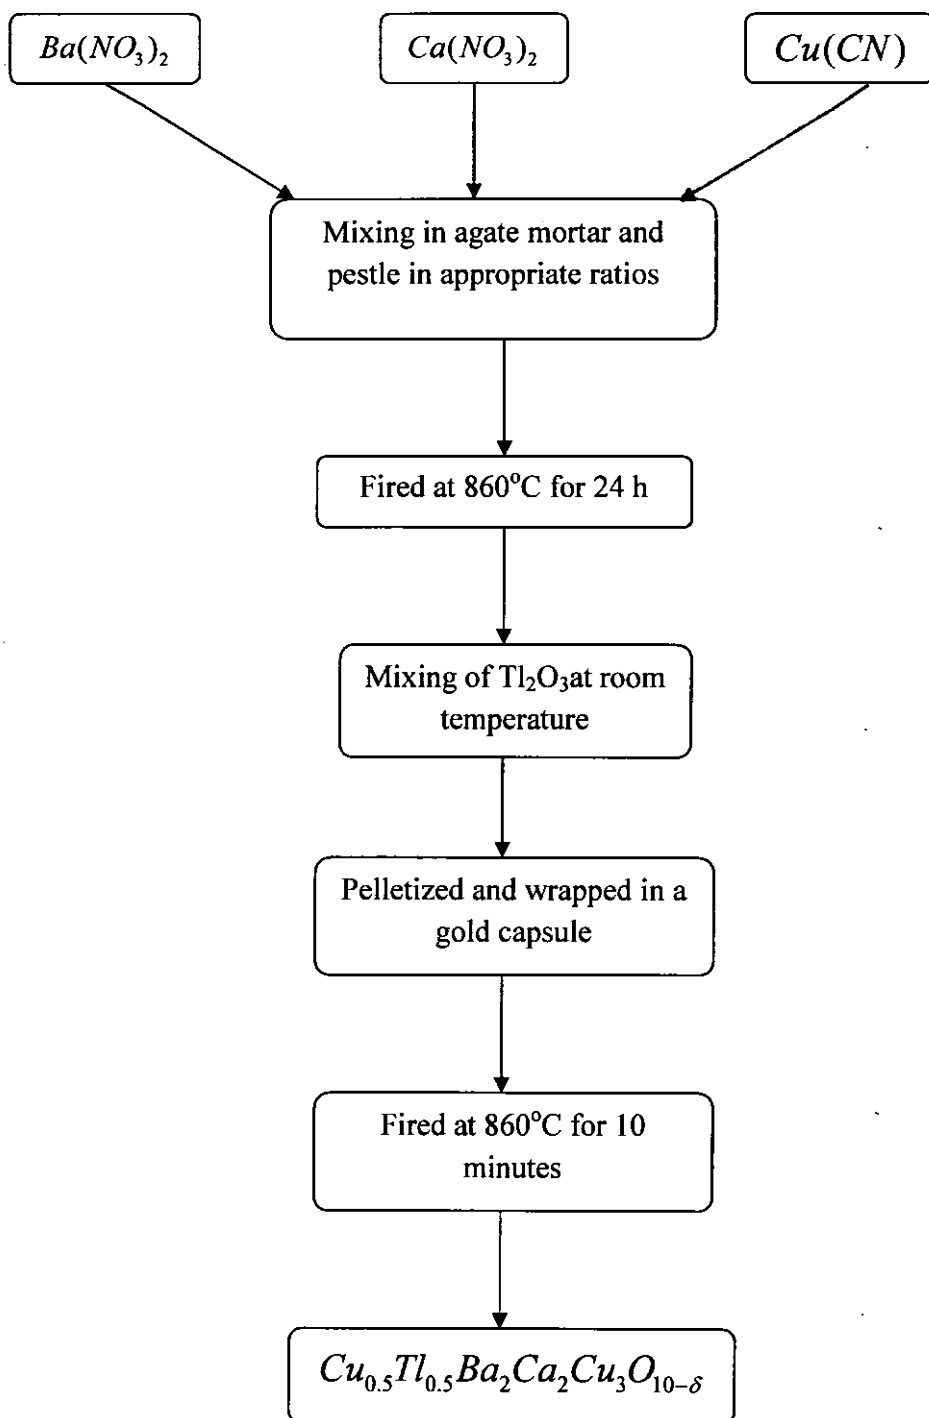 Ba(NO₃)₂
Ca(NO₃)₂
Cu(CN)
Mixing in agate mortar and
pestle in appropriate ratios
Fired at 860°C for 24 h
Mixing of Tl₂O₃at room
temperature
Pelletized and wrapped in a
gold capsule
Fired at 860°C for 10
minutes
Cu₀.₅Tl₀.₅Ba₂Ca₂Cu₃O₁₀₋δ